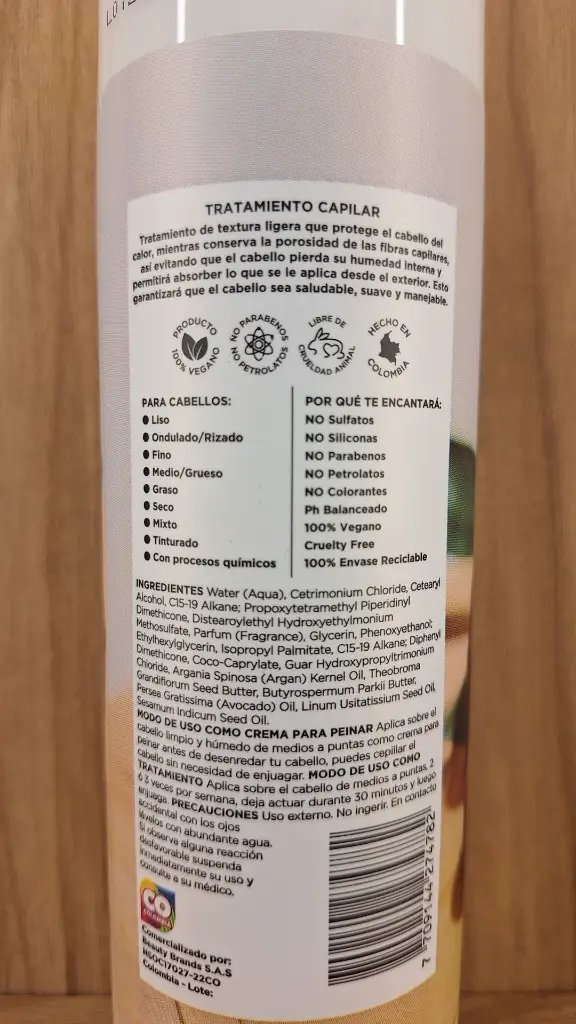 TRATAMIENTO CAPILAR
Tratamiento de textura ligera que protege el cabello del
calor, mientras conserva la porosidad de las fibras capilares,
así evitando que el cabello pierda su humedad interna y
permitirá absorber lo que se le aplica desde el exterior. Esto
garantizará que el cabello sea saludable, suave y manejable.
PRODUCTO
100% VEGANO
NO PARABENOS
NO PETROLATOS
LIBRE DE
CRUELDAD ANIMAL
HECHO EN
COLOMBIA
PARA CABELLOS:
Liso
Ondulado/Rizado
Fino
Medio/Grueso
Graso
Seco
Mixto
Tinturado
Con procesos químicos
POR QUÉ TE ENCANTARÁ:
NO Sulfatos
NO Siliconas
NO Parabenos
NO Petrolatos
NO Colorantes
Ph Balanceado
100% Vegano
Cruelty Free
100% Envase Reciclable
INGREDIENTES Water (Aqua), Cetrimonium Chloride, Cetearyl
Alcohol, C15-19 Alkane; Propoxytetramethyl Piperidinyl
Dimethicone, Distearoylethyl Hydroxyethylmonium
Methosulfate, Parfum (Fragrance), Glycerin, Phenoxyethanol;
Ethylhexylglycerin, Isopropyl Palmitate, C15-19 Alkane; Diphenyl
Dimethicone, Coco-Caprylate, Guar Hydroxypropyltrimonium
Chloride, Argania Spinosa (Argan) Kernel Oil, Theobroma
Grandiflorum Seed Butter, Butyrospermum Parkii Butter,
Persea Gratissima (Avocado) Oil, Linum Usitatissium Seed Oil,
Sesamum Indicum Seed Oil.
MODO DE USO COMO CREMA PARA PEINAR Aplica sobre el
cabello limpio y húmedo de medios a puntas como crema para
peinar antes de desenredar tu cabello, puedes cepillar el
cabello sin necesidad de enjuagar. MODO DE USO COMO
TRATAMIENTO Aplica sobre el cabello de medios a puntas, 2
ó 3 veces por semana, deja actuar durante 30 minutos y luego
enjuaga. PRECAUCIONES Uso externo. No ingerir. En contacto
accidental con los ojos
lávelos con abundante agua.
Si observe alguna reacción
desfavorable suspenda
inmediatamente su uso y
consulte a su médico.
CO
COLOMBIA
Comercializado por:
Beauty Brands S.A.S
NSOC17027-22CO
Colombia - Lote:
7 709144 274782